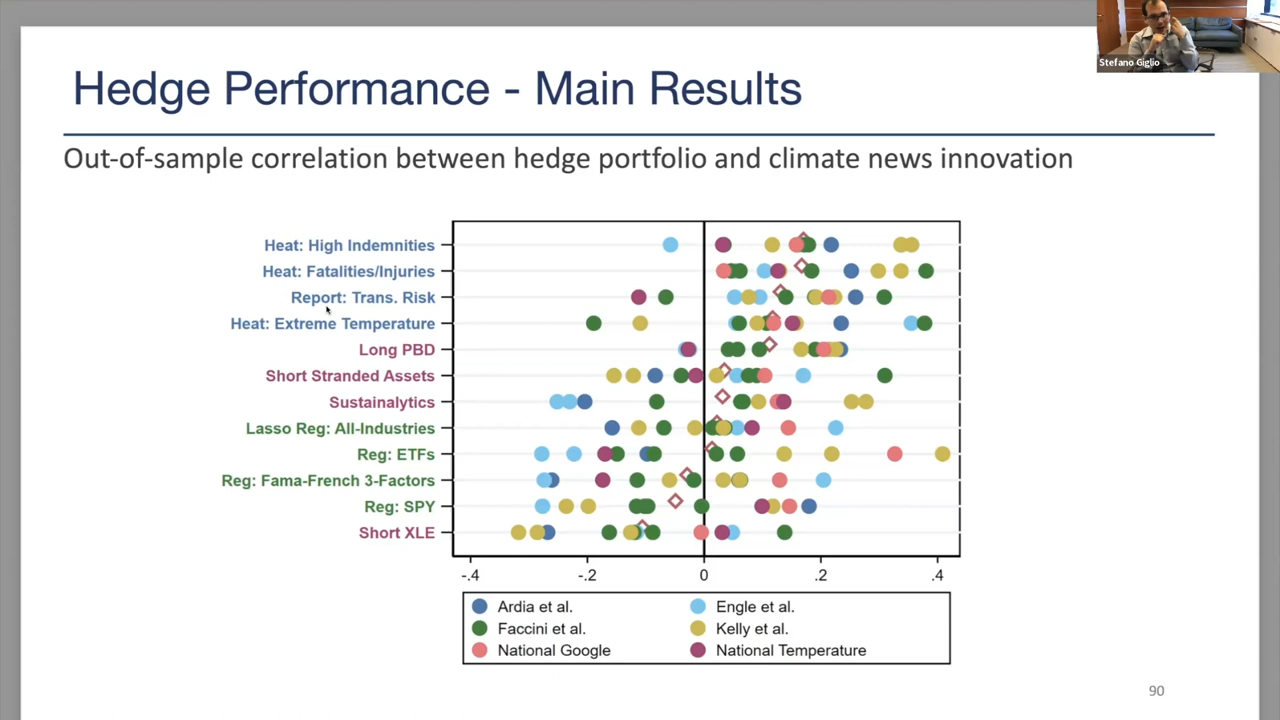 Stefano Giglio
Hedge Performance - Main Results
Out-of-sample correlation between hedge portfolio and climate news innovation
Heat: High Indemnities
Heat: Fatalities/Injuries
Report: Trans. Risk
Heat: Extreme Temperature
Long PBD
Short Stranded Assets
Sustainalytics
Lasso Reg: All-Industries
Reg: ETFs
Reg: Fama-French 3-Factors
Reg: SPY
Short XLE
-.4 -.2 0 .2 .4
Ardia et al. Engle et al.
Faccini et al. Kelly et al.
National Google National Temperature
90